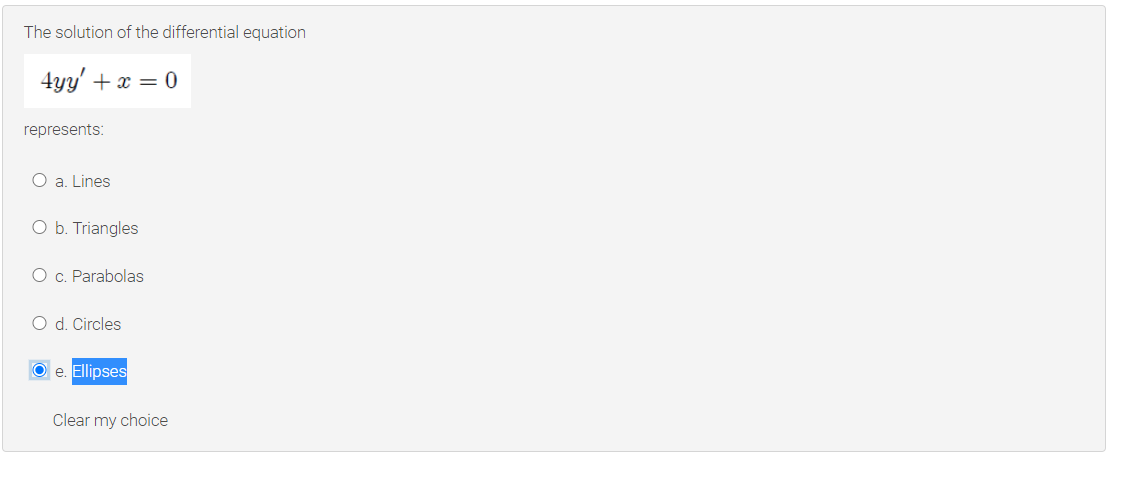 The solution of the differential equation
4yy′ + x = 0
represents:
a. Lines
b. Triangles
c. Parabolas
d. Circles
e. Ellipses
Clear my choice